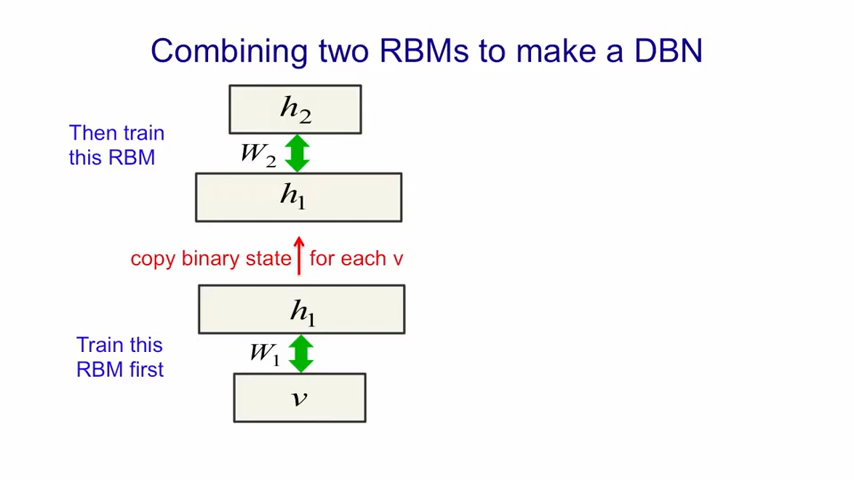 Combining two RBMs to make a DBN
h2
Then train
this RBM
W2
h1
copy binary state for each v
h1
Train this
RBM first
W1
v